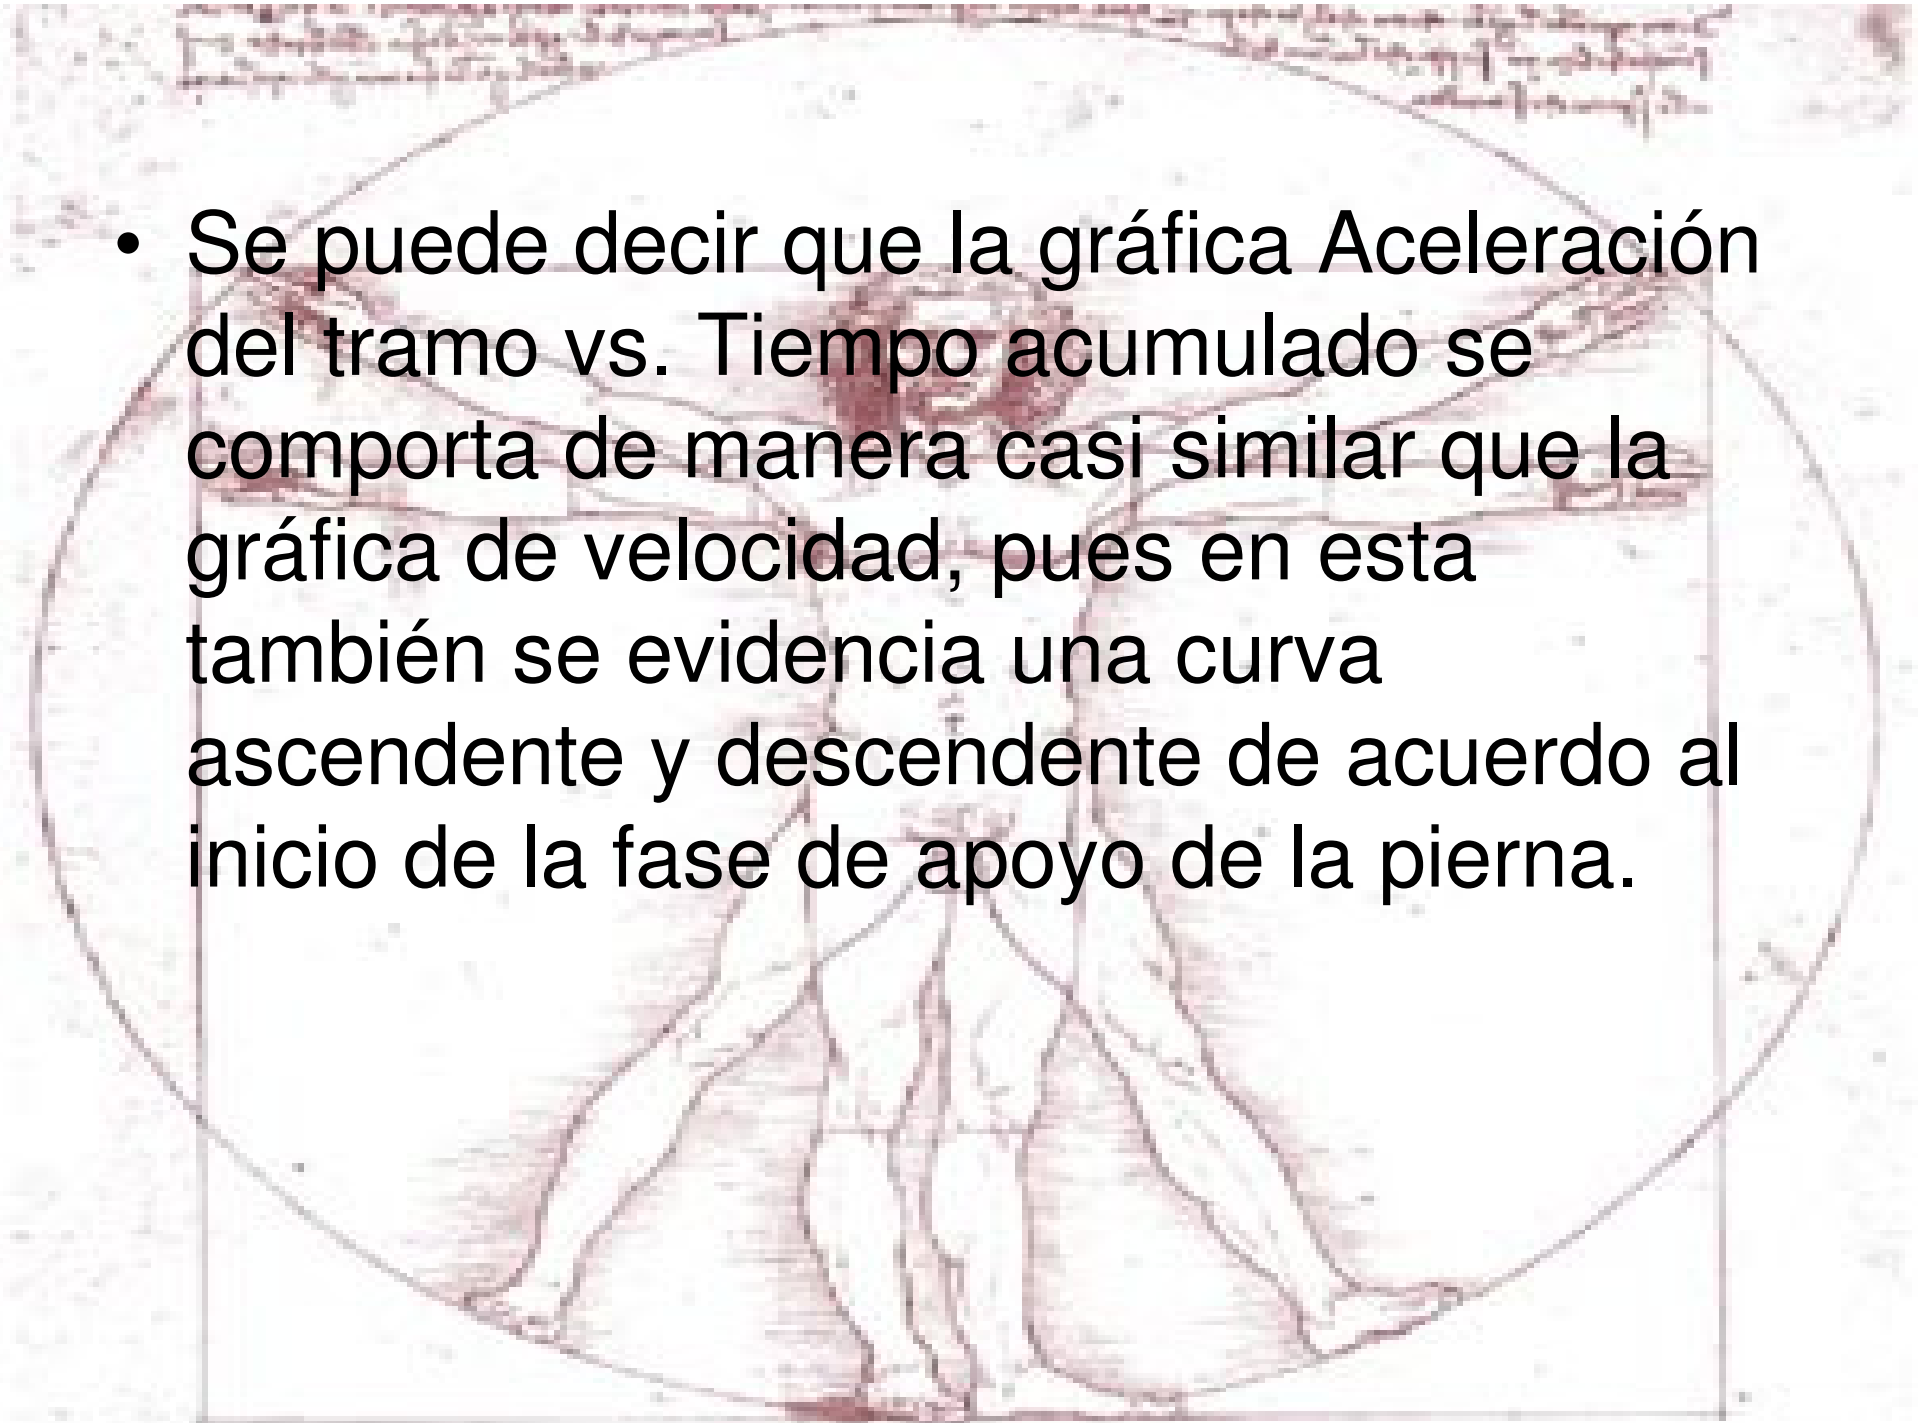 • Se puede decir que la gráfica Aceleración
del tramo vs. Tiempo acumulado se
comporta de manera casi similar que la
gráfica de velocidad, pues en esta
también se evidencia una curva
ascendente y descendente de acuerdo al
inicio de la fase de apoyo de la pierna.